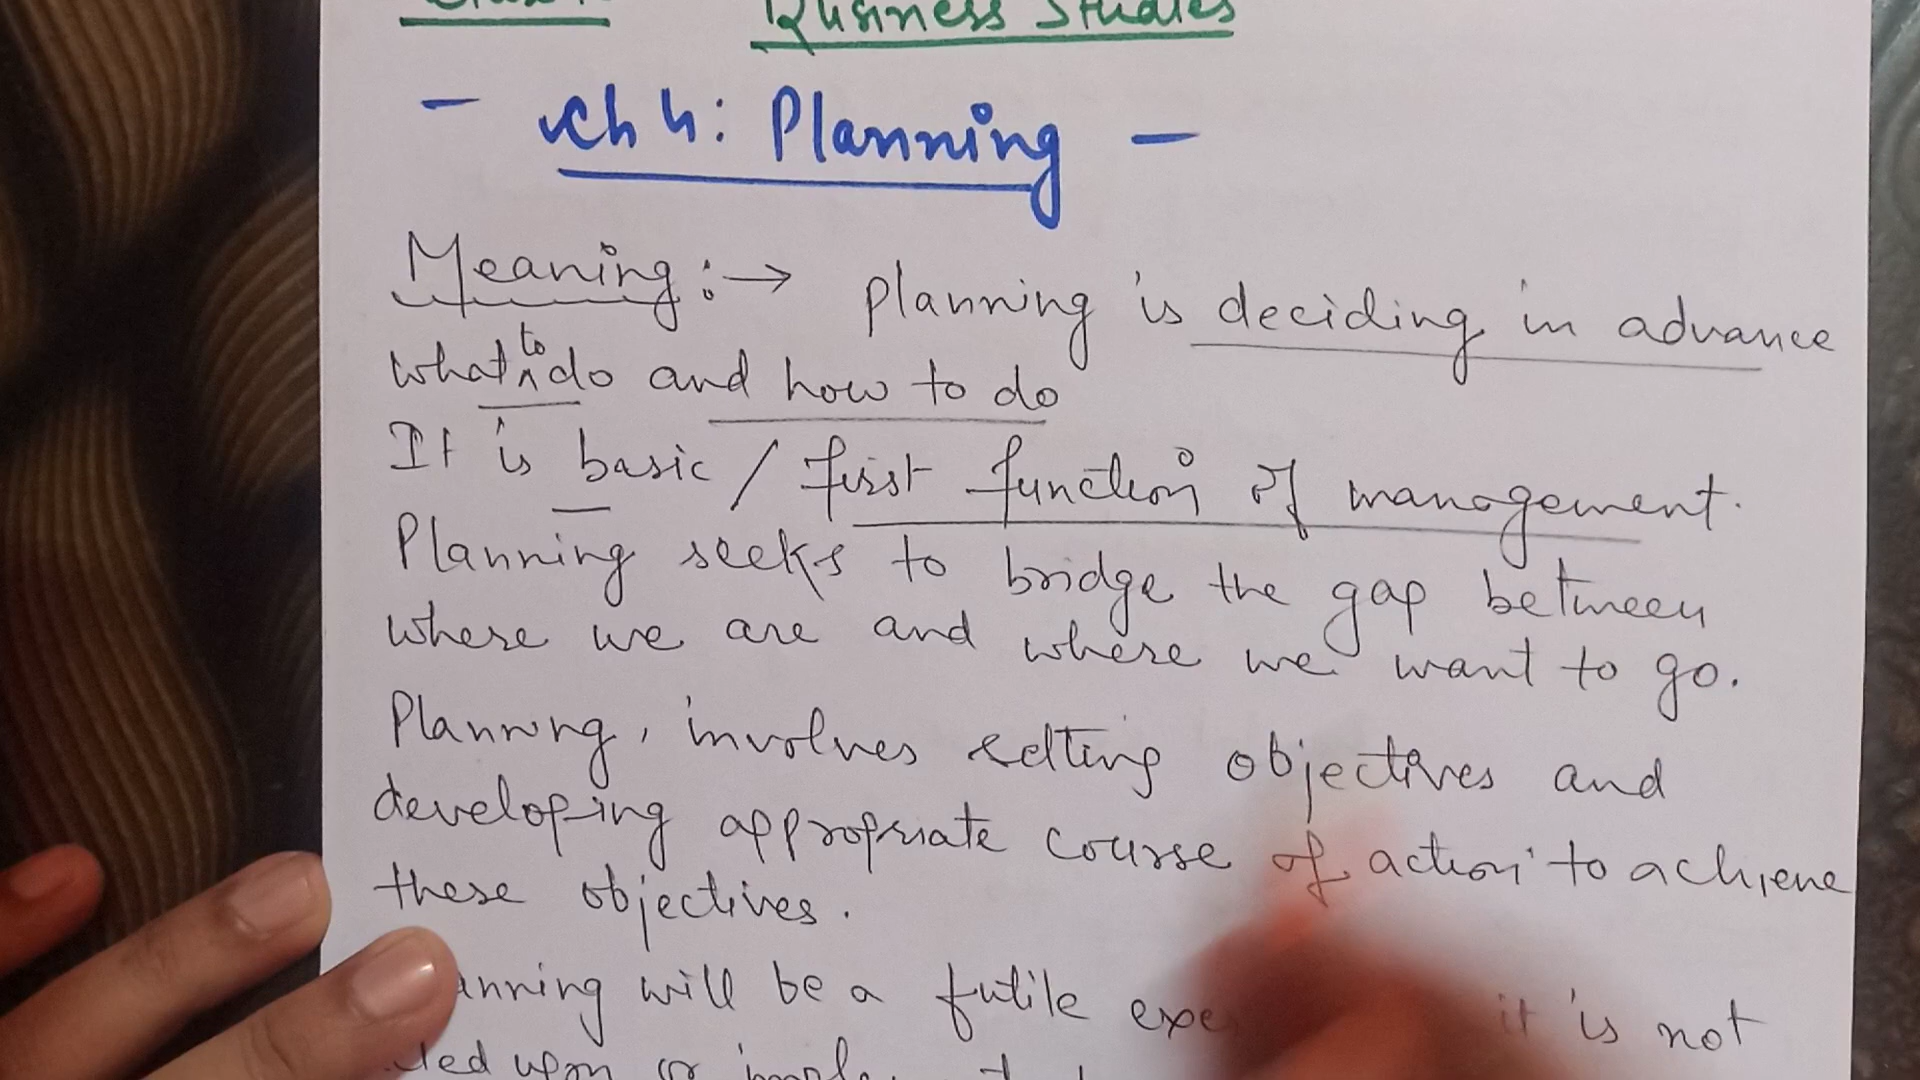 Business Studies
- Ch 4: Planning -
Meaning :→ Planning is deciding in advance
what to do and how to do
It is basic / first function of management.
Planning seeks to bridge the gap between
where we are and where we want to go.
Planning, involves setting objectives and
developing appropriate course of action to achieve
these objectives.
will be a futile it is not
upon or